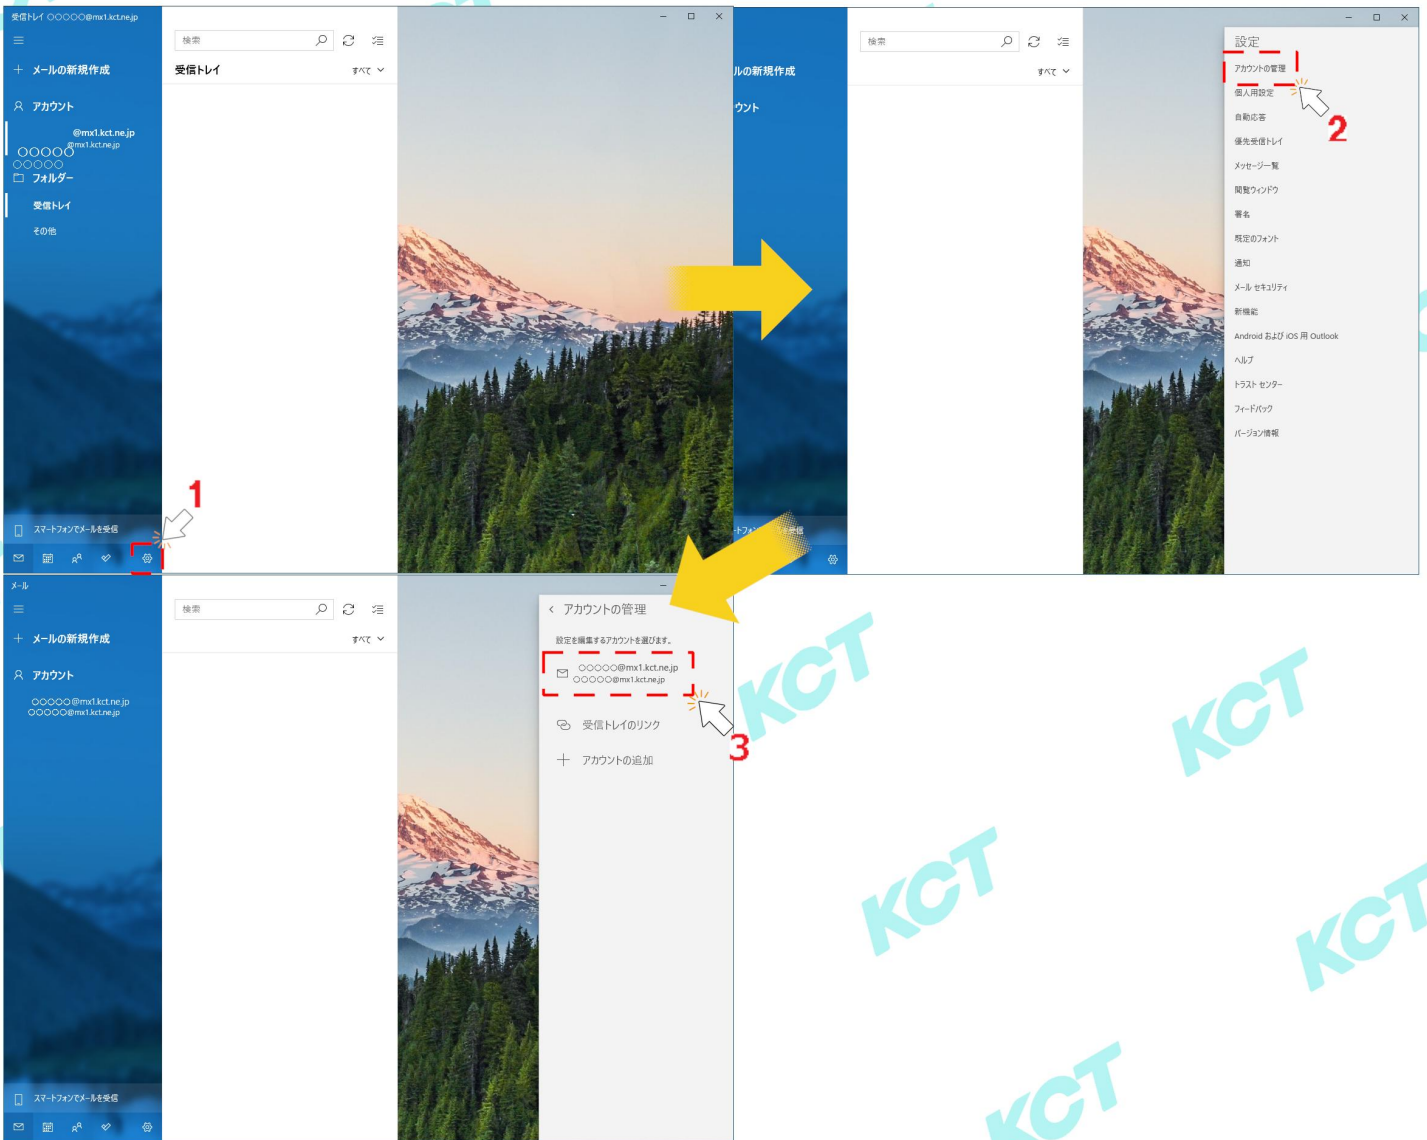 受信トレイ ○○○○○@mx1.kct.ne.jp
検索
+ メールの新規作成
受信トレイ
すべて
アカウント
@mx1.kct.ne.jp
@mx1.kct.ne.jp
○○○○○
○○○○○
フォルダー
受信トレイ
その他
1
スマートフォンでメールを受信
検索
ルの新規作成
すべて
ウント
設定
アカウントの管理
個人用設定
2
自動応答
優先受信トレイ
メッセージ一覧
閲覧ウィンドウ
署名
既定のフォント
通知
メール セキュリティ
新機能
Android および iOS 用 Outlook
ヘルプ
トラスト センター
フィードバック
バージョン情報
メール
検索
+ メールの新規作成
すべて
アカウント
○○○○○@mx1.kct.ne.jp
○○○○○@mx1.kct.ne.jp
スマートフォンでメールを受信
< アカウントの管理
設定を編集するアカウントを選びます。
○○○○○@mx1.kct.ne.jp
○○○○○@mx1.kct.ne.jp
受信トレイのリンク
3
+ アカウントの追加
KCT
KCT
KCT
KCT
KCT